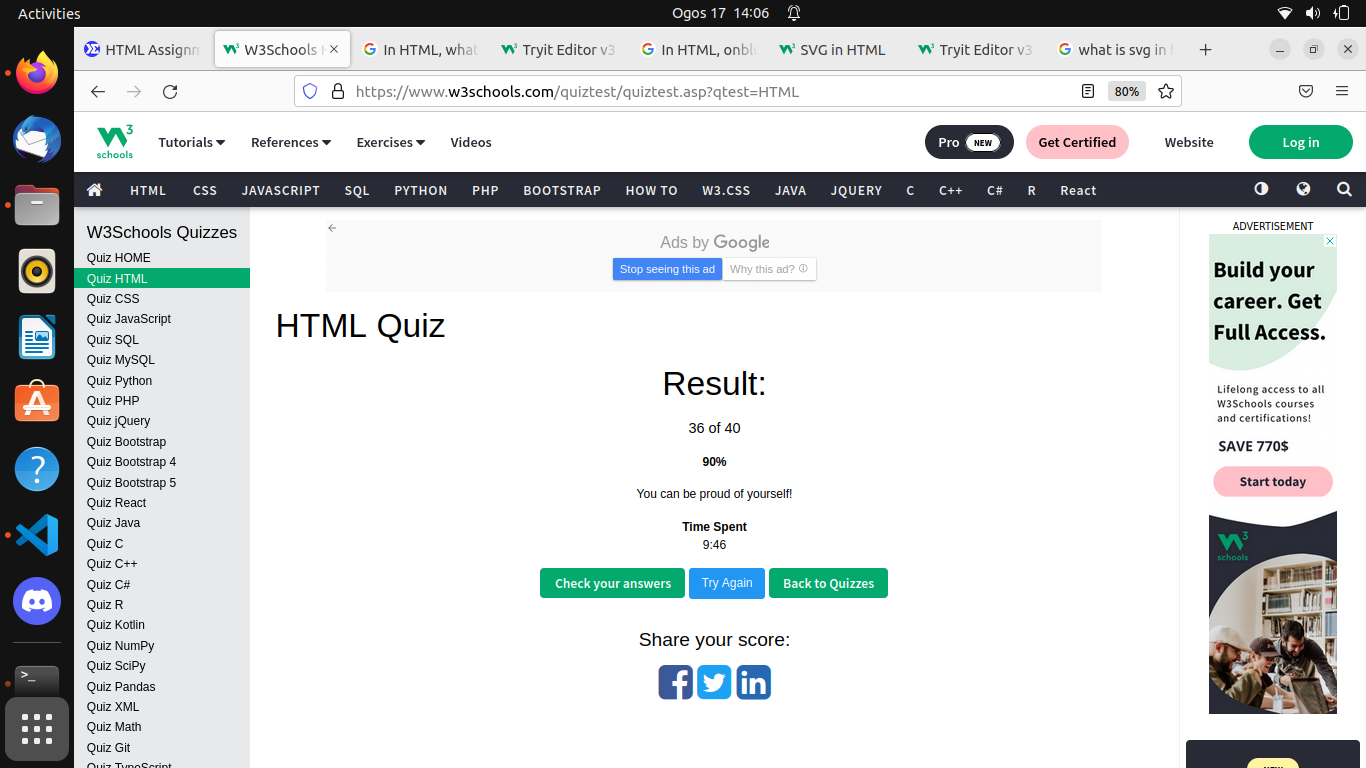 Activities
Ogos 17 14:06
HTML Assignm
W3Schools H
In HTML, what
Tryit Editor v3.
In HTML, onblu
SVG in HTML
Tryit Editor v3
what is svg in h
https://www.w3schools.com/quiztest/quiztest.asp?qtest=HTML
80%
W3 schools
Tutorials
References
Exercises
Videos
Pro NEW
Get Certified
Website
Log in
HTML CSS JAVASCRIPT SQL PYTHON PHP BOOTSTRAP HOW TO W3.CSS JAVA JQUERY C C++ C# R React
W3Schools Quizzes
Quiz HOME
Quiz HTML
Quiz CSS
Quiz JavaScript
Quiz SQL
Quiz MySQL
Quiz Python
Quiz PHP
Quiz jQuery
Quiz Bootstrap
Quiz Bootstrap 4
Quiz Bootstrap 5
Quiz React
Quiz Java
Quiz C
Quiz C++
Quiz C#
Quiz R
Quiz Kotlin
Quiz NumPy
Quiz SciPy
Quiz Pandas
Quiz XML
Quiz Math
Quiz Git
Quiz TypeScript
Ads by Google
Stop seeing this ad
Why this ad?
HTML Quiz
Result:
36 of 40
90%
You can be proud of yourself!
Time Spent
9:46
Check your answers
Try Again
Back to Quizzes
Share your score:
ADVERTISEMENT
Build your
career. Get
Full Access.
Lifelong access to all
W3Schools courses
and certifications!
SAVE 770$
Start today
W3 schools
NEW